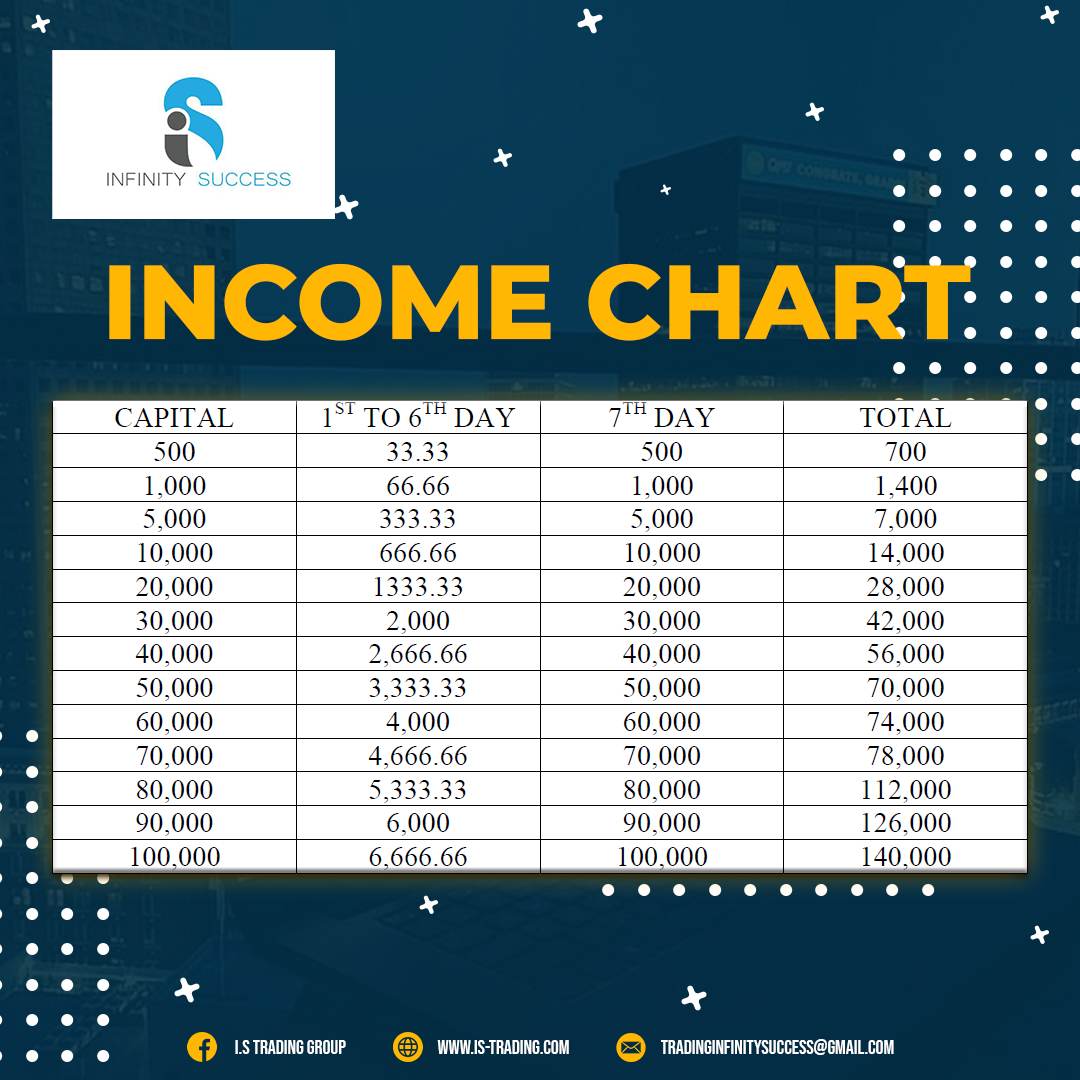 INFINITY SUCCESS
INCOME CHART
CAPITAL 1ST TO 6TH DAY 7TH DAY TOTAL
500 33.33 500 700
1,000 66.66 1,000 1,400
5,000 333.33 5,000 7,000
10,000 666.66 10,000 14,000
20,000 1333.33 20,000 28,000
30,000 2,000 30,000 42,000
40,000 2,666.66 40,000 56,000
50,000 3,333.33 50,000 70,000
60,000 4,000 60,000 74,000
70,000 4,666.66 70,000 78,000
80,000 5,333.33 80,000 112,000
90,000 6,000 90,000 126,000
100,000 6,666.66 100,000 140,000
I.S TRADING GROUP WWW.IS-TRADING.COM TRADINGINFINITYSUCCESS@GMAIL.COM